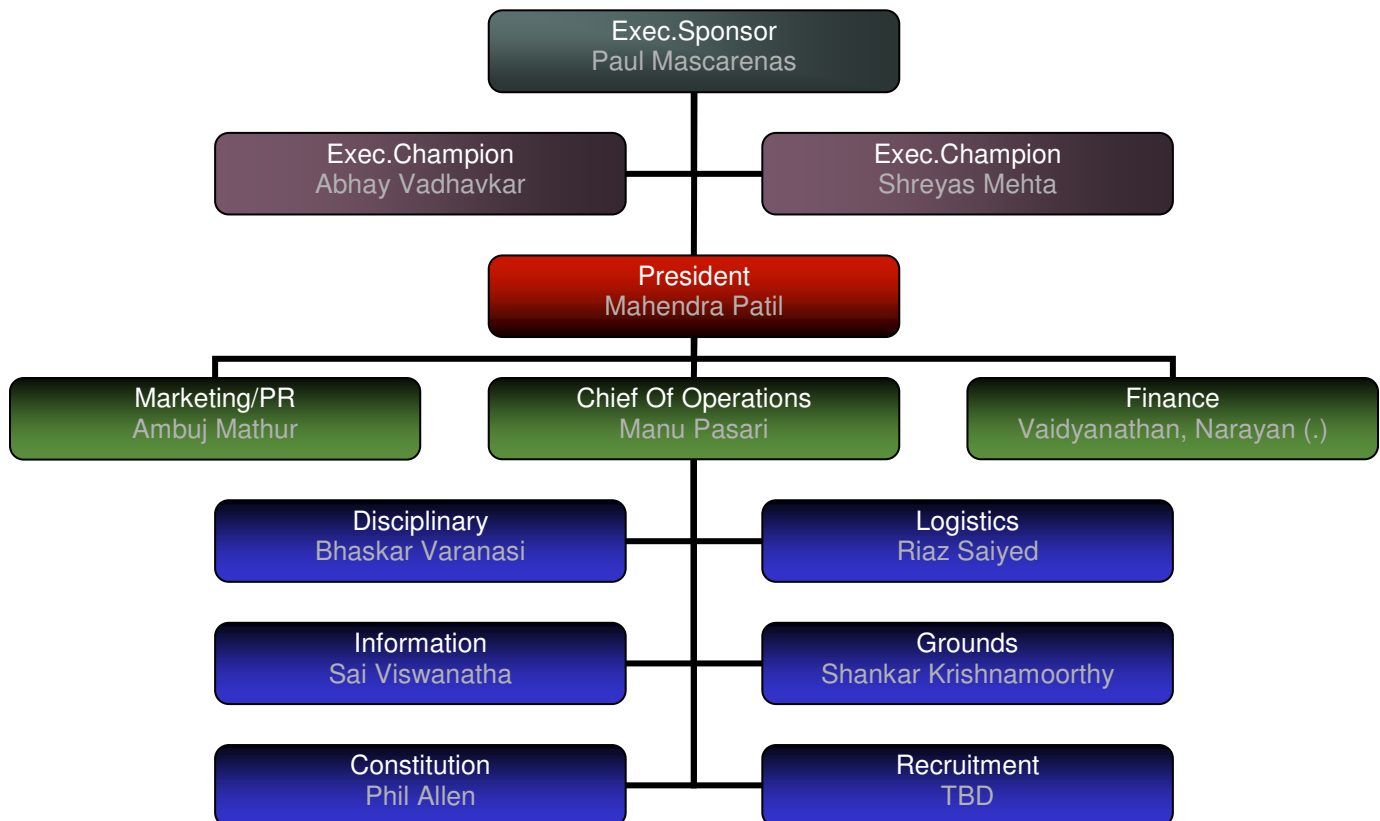 Exec.Sponsor
Paul Mascarenas
Exec.Champion
Abhay Vadhavkar
Exec.Champion
Shreyas Mehta
President
Mahendra Patil
Marketing/PR
Ambuj Mathur
Chief Of Operations
Manu Pasari
Finance
Vaidyanathan, Narayan (.)
Disciplinary
Bhaskar Varanasi
Logistics
Riaz Saiyed
Information
Sai Viswanatha
Grounds
Shankar Krishnamoorthy
Constitution
Phil Allen
Recruitment
TBD